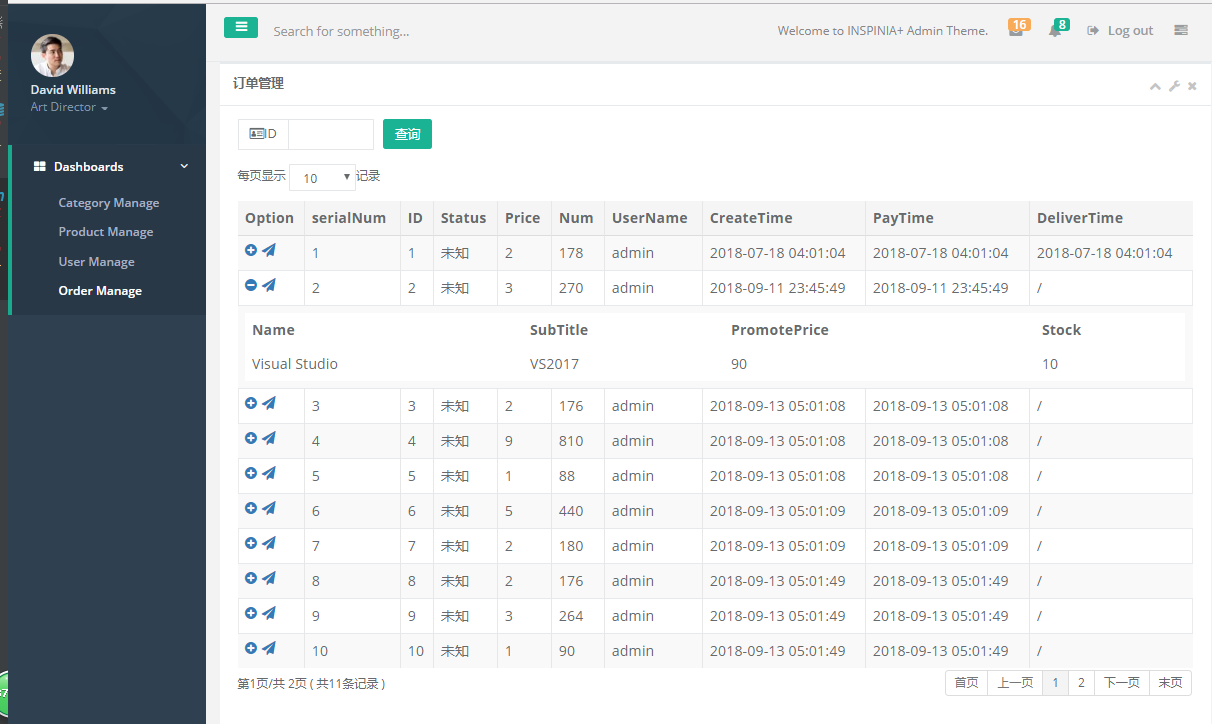 Search for something...
Welcome to INSPINIA+ Admin Theme.
16
8
Log out
David Williams
Art Director
Dashboards
Category Manage
Product Manage
User Manage
Order Manage
订单管理
ID
查询
每页显示 10 记录
Option serialNum ID Status Price Num UserName CreateTime PayTime DeliverTime
1 1 未知 2 178 admin 2018-07-18 04:01:04 2018-07-18 04:01:04 2018-07-18 04:01:04
2 2 未知 3 270 admin 2018-09-11 23:45:49 2018-09-11 23:45:49 /
Name SubTitle PromotePrice Stock
Visual Studio VS2017 90 10
3 3 未知 2 176 admin 2018-09-13 05:01:08 2018-09-13 05:01:08 /
4 4 未知 9 810 admin 2018-09-13 05:01:08 2018-09-13 05:01:08 /
5 5 未知 1 88 admin 2018-09-13 05:01:08 2018-09-13 05:01:08 /
6 6 未知 5 440 admin 2018-09-13 05:01:09 2018-09-13 05:01:09 /
7 7 未知 2 180 admin 2018-09-13 05:01:09 2018-09-13 05:01:09 /
8 8 未知 2 176 admin 2018-09-13 05:01:49 2018-09-13 05:01:49 /
9 9 未知 3 264 admin 2018-09-13 05:01:49 2018-09-13 05:01:49 /
10 10 未知 1 90 admin 2018-09-13 05:01:49 2018-09-13 05:01:49 /
第1页/共 2页 ( 共11条记录 )
首页 上一页 1 2 下一页 末页